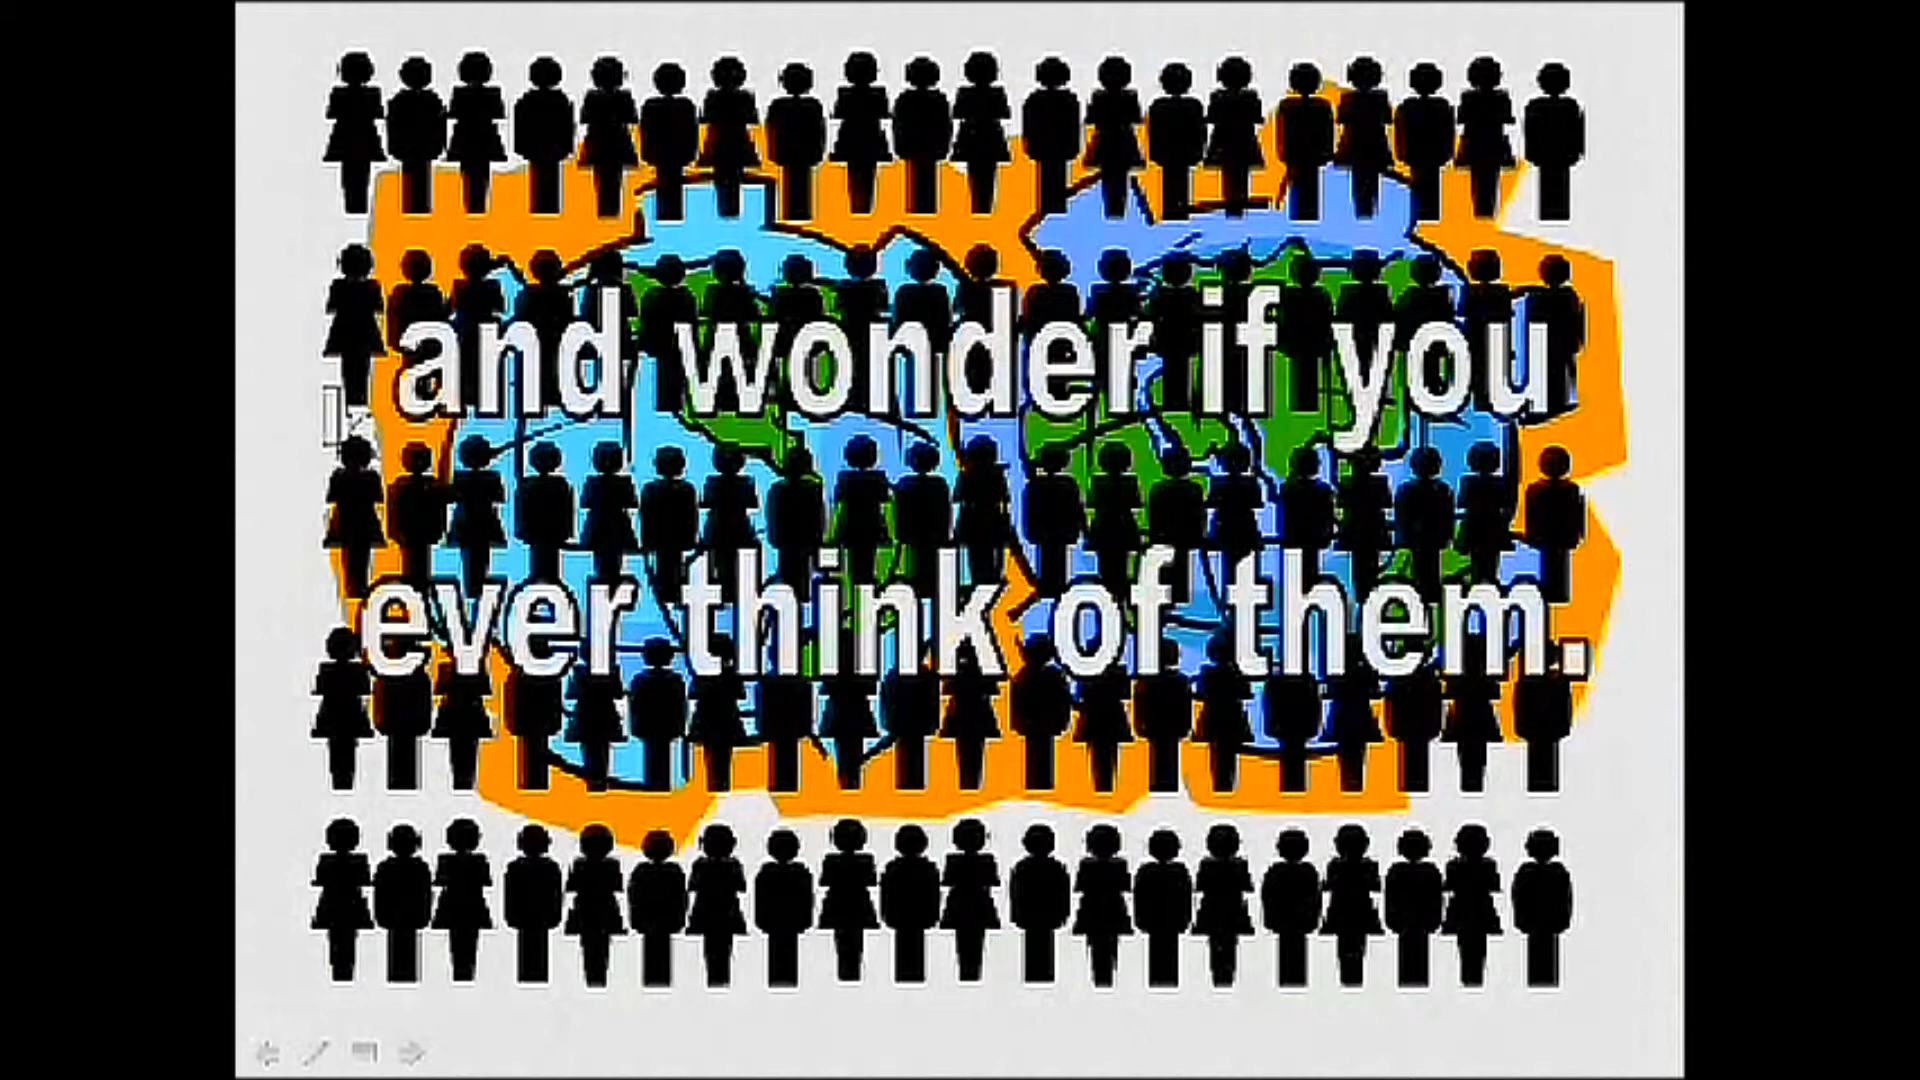 and wonder if you
ever think of them.